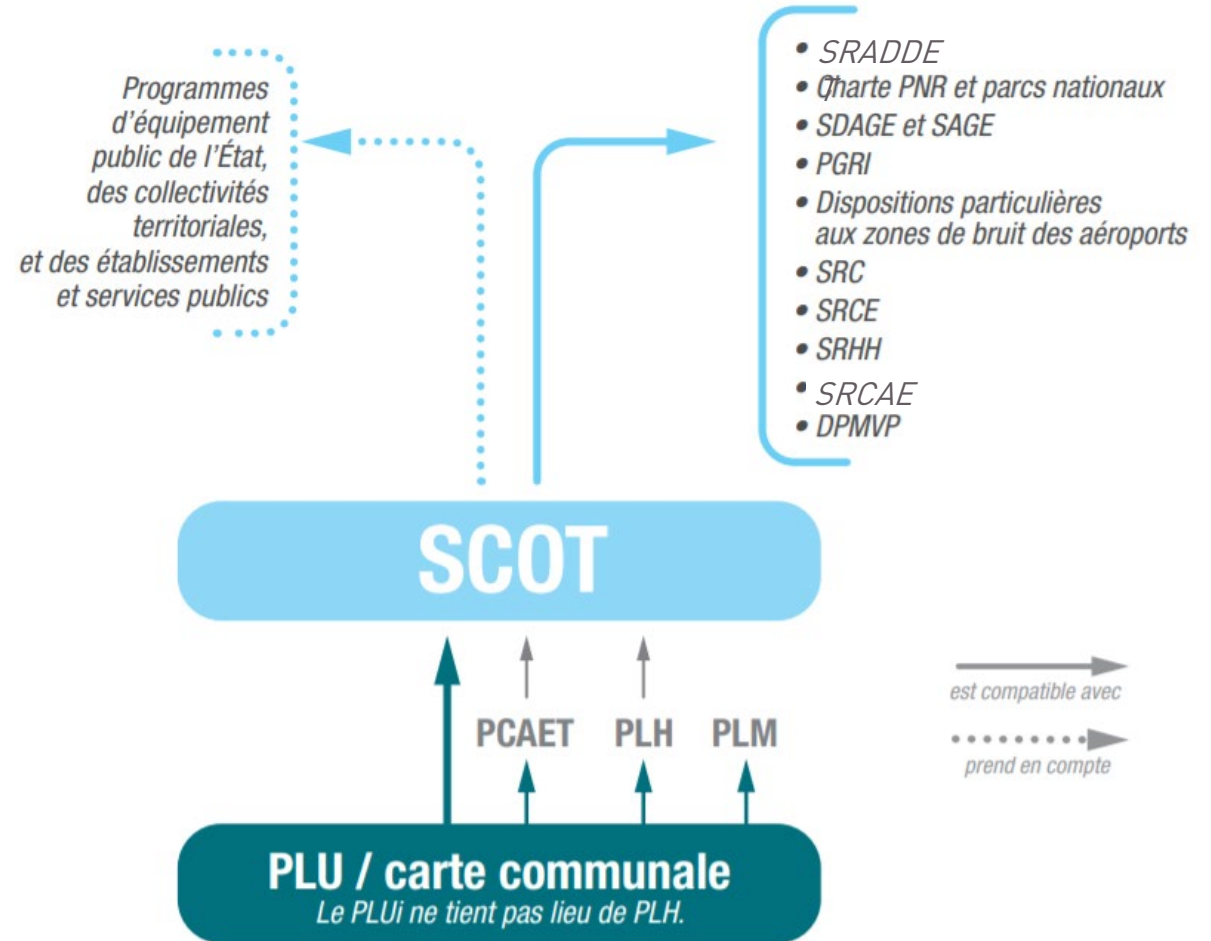 Programmes
d'équipement
public de l'État,
des collectivités
territoriales,
et des établissements
et services publics
• SRADDE
T
• Charte PNR et parcs nationaux
• SDAGE et SAGE
• PGRI
• Dispositions particulières
aux zones de bruit des aéroports
• SRC
• SRCE
• SRHH
• SRCAE
• DPMVP
SCOT
PCAET PLH PLM
est compatible avec
prend en compte
PLU / carte communale
Le PLUi ne tient pas lieu de PLH.